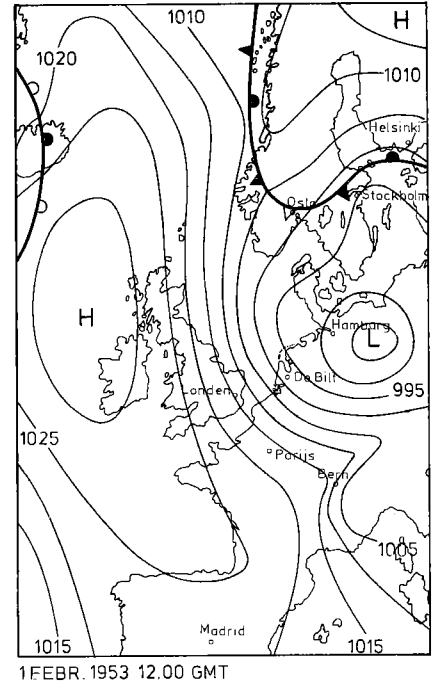 1010
H
1020
1010
Helsinki
Oslo
Stockholm
H
Hamburg
L
De Bilt
Londen
995
1025
Parijs
Bern
1005
Madrid
1015
1015
1 FEBR. 1953 12.00 GMT